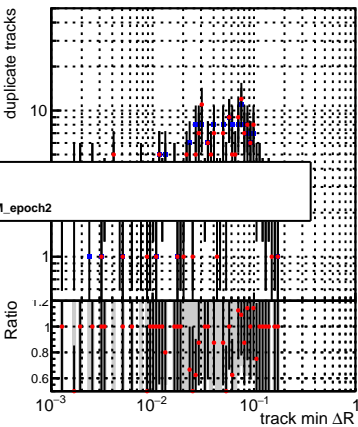 duplicate tracks
10
M_epoch2
1
Ratio
1.2
1
0.8
0.6
10⁻³ 10⁻² 10⁻¹ 1
track min ΔR